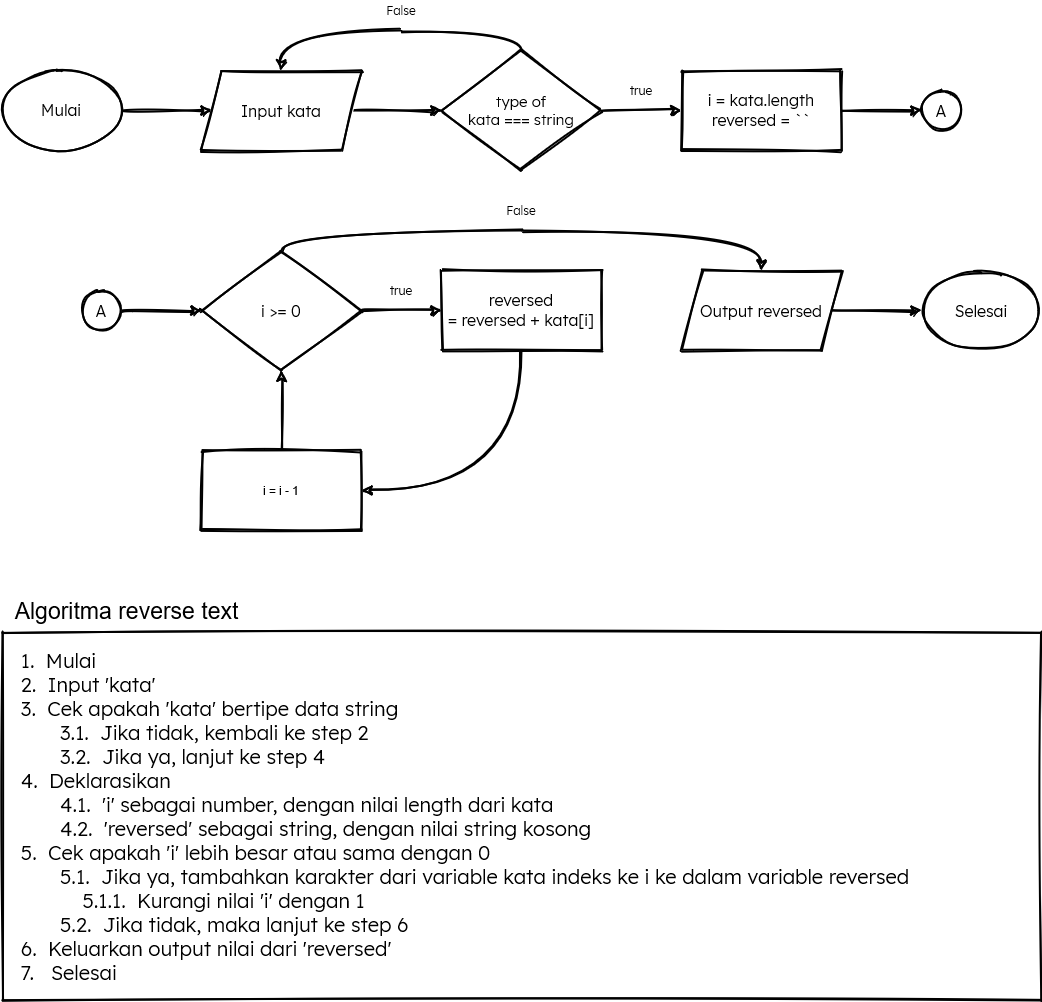 False
Mulai
Input kata
type of
kata === string
true
i = kata.length
reversed = ``
A
False
A
i >= 0
true
reversed
= reversed + kata[i]
Output reversed
Selesai
i = i - 1
Algoritma reverse text
1. Mulai
2. Input 'kata'
3. Cek apakah 'kata' bertipe data string
3.1. Jika tidak, kembali ke step 2
3.2. Jika ya, lanjut ke step 4
4. Deklarasikan
4.1. 'i' sebagai number, dengan nilai length dari kata
4.2. 'reversed' sebagai string, dengan nilai string kosong
5. Cek apakah 'i' lebih besar atau sama dengan 0
5.1. Jika ya, tambahkan karakter dari variable kata indeks ke i ke dalam variable reversed
5.1.1. Kurangi nilai 'i' dengan 1
5.2. Jika tidak, maka lanjut ke step 6
6. Keluarkan output nilai dari 'reversed'
7. Selesai